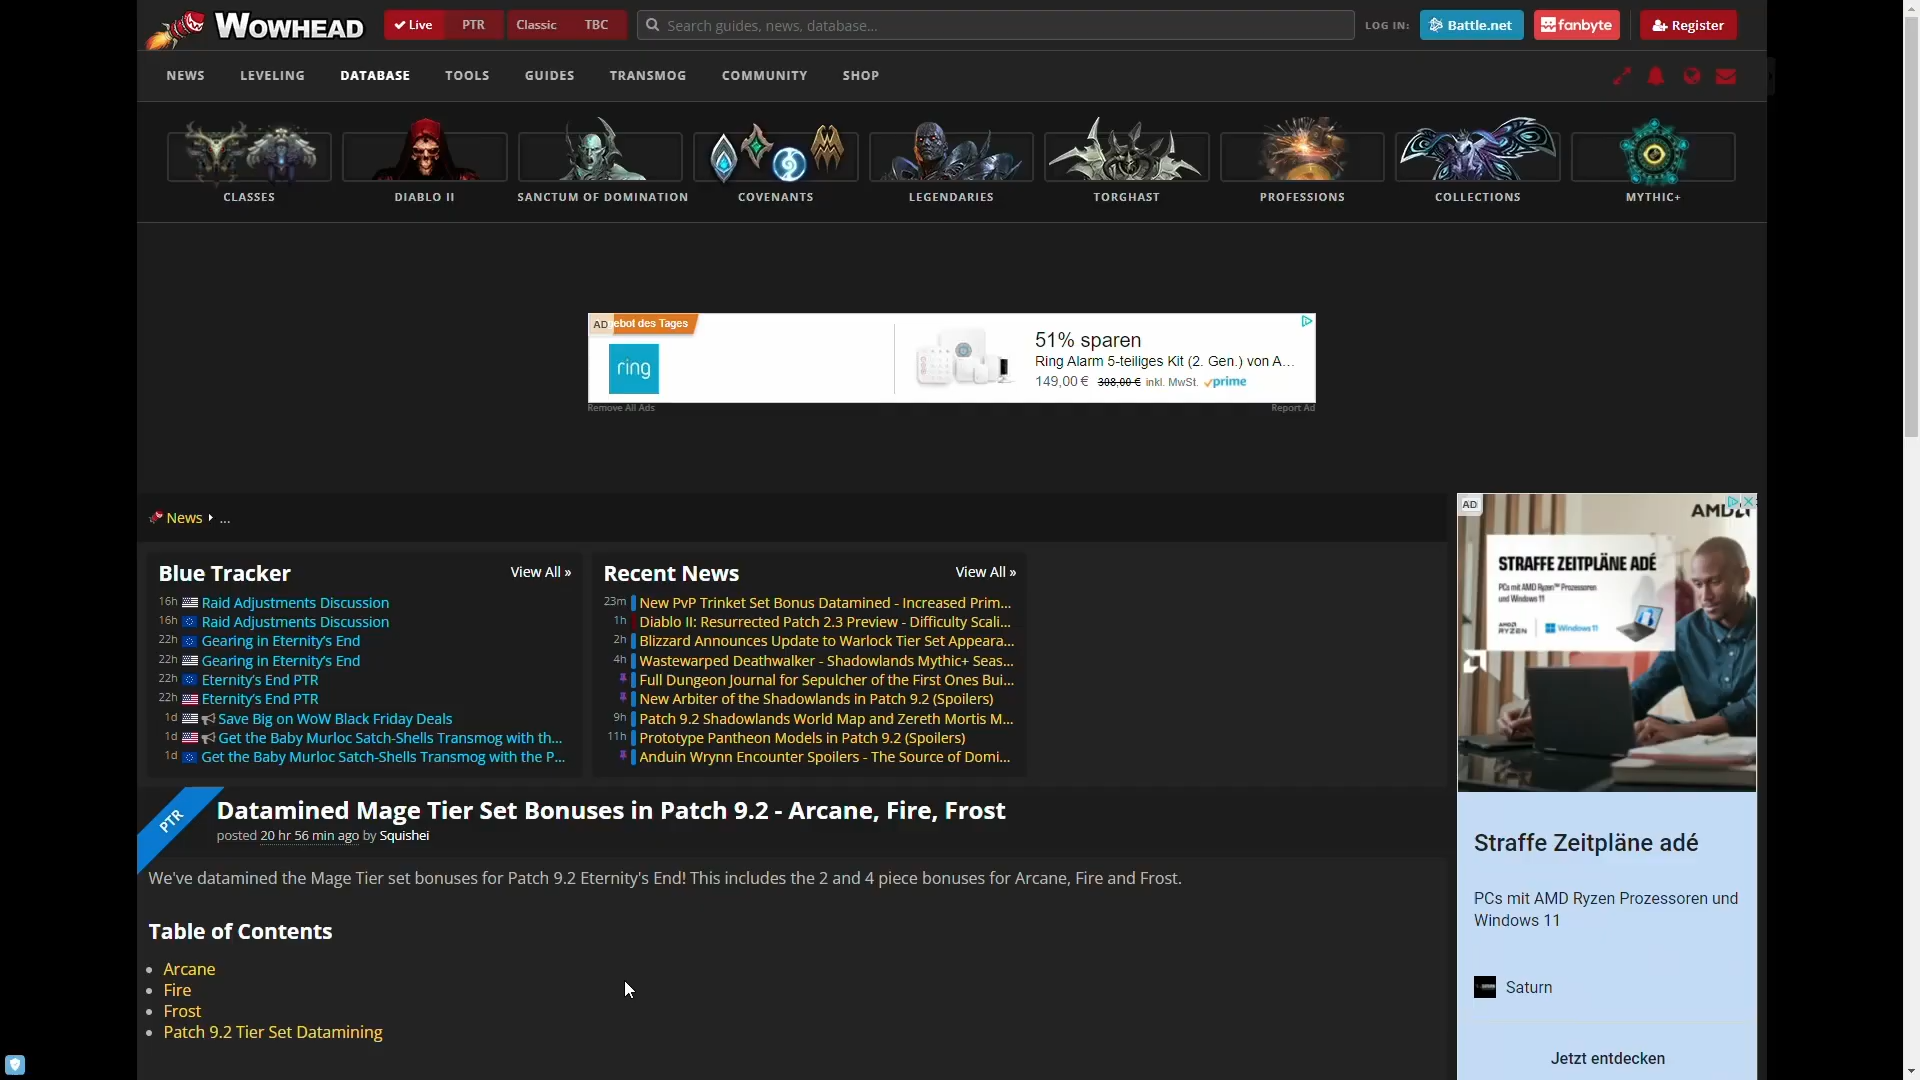 WOWHEAD
Live PTR Classic TBC
Search guides, news, database...
LOG IN: Battle.net fanbyte Register
NEWS LEVELING DATABASE TOOLS GUIDES TRANSMOG COMMUNITY SHOP
CLASSES DIABLO II SANCTUM OF DOMINATION COVENANTS LEGENDARIES TORGHAST PROFESSIONS COLLECTIONS MYTHIC+
AD ebot des Tages
ring
51% sparen
Ring Alarm 5-teiliges Kit (2. Gen.) von A...
149,00 € 308,00 € inkl. MwSt. prime
Remove All Ads Report Ad
News ...
Blue Tracker View All »
16h Raid Adjustments Discussion
16h Raid Adjustments Discussion
22h Gearing in Eternity's End
22h Gearing in Eternity's End
22h Eternity's End PTR
22h Eternity's End PTR
1d Save Big on WoW Black Friday Deals
1d Get the Baby Murloc Satch-Shells Transmog with th...
1d Get the Baby Murloc Satch-Shells Transmog with the P...
Recent News View All »
23m New PvP Trinket Set Bonus Datamined - Increased Prim...
1h Diablo II: Resurrected Patch 2.3 Preview - Difficulty Scali...
2h Blizzard Announces Update to Warlock Tier Set Appeara...
4h Wastewarped Deathwalker - Shadowlands Mythic+ Seas...
Full Dungeon Journal for Sepulcher of the First Ones Bui...
New Arbiter of the Shadowlands in Patch 9.2 (Spoilers)
9h Patch 9.2 Shadowlands World Map and Zereth Mortis M...
11h Prototype Pantheon Models in Patch 9.2 (Spoilers)
Anduin Wrynn Encounter Spoilers - The Source of Domi...
PTR
Datamined Mage Tier Set Bonuses in Patch 9.2 - Arcane, Fire, Frost
posted 20 hr 56 min ago by Squishei
We've datamined the Mage Tier set bonuses for Patch 9.2 Eternity's End! This includes the 2 and 4 piece bonuses for Arcane, Fire and Frost.
Table of Contents
Arcane
Fire
Frost
Patch 9.2 Tier Set Datamining
AD
AMD
STRAFFE ZEITPLÄNE ADÉ
PCs mit AMD Ryzen™ Prozessoren
und Windows 11
AMD
RYZEN Windows 11
Straffe Zeitpläne adé
PCs mit AMD Ryzen Prozessoren und
Windows 11
Saturn
Jetzt entdecken